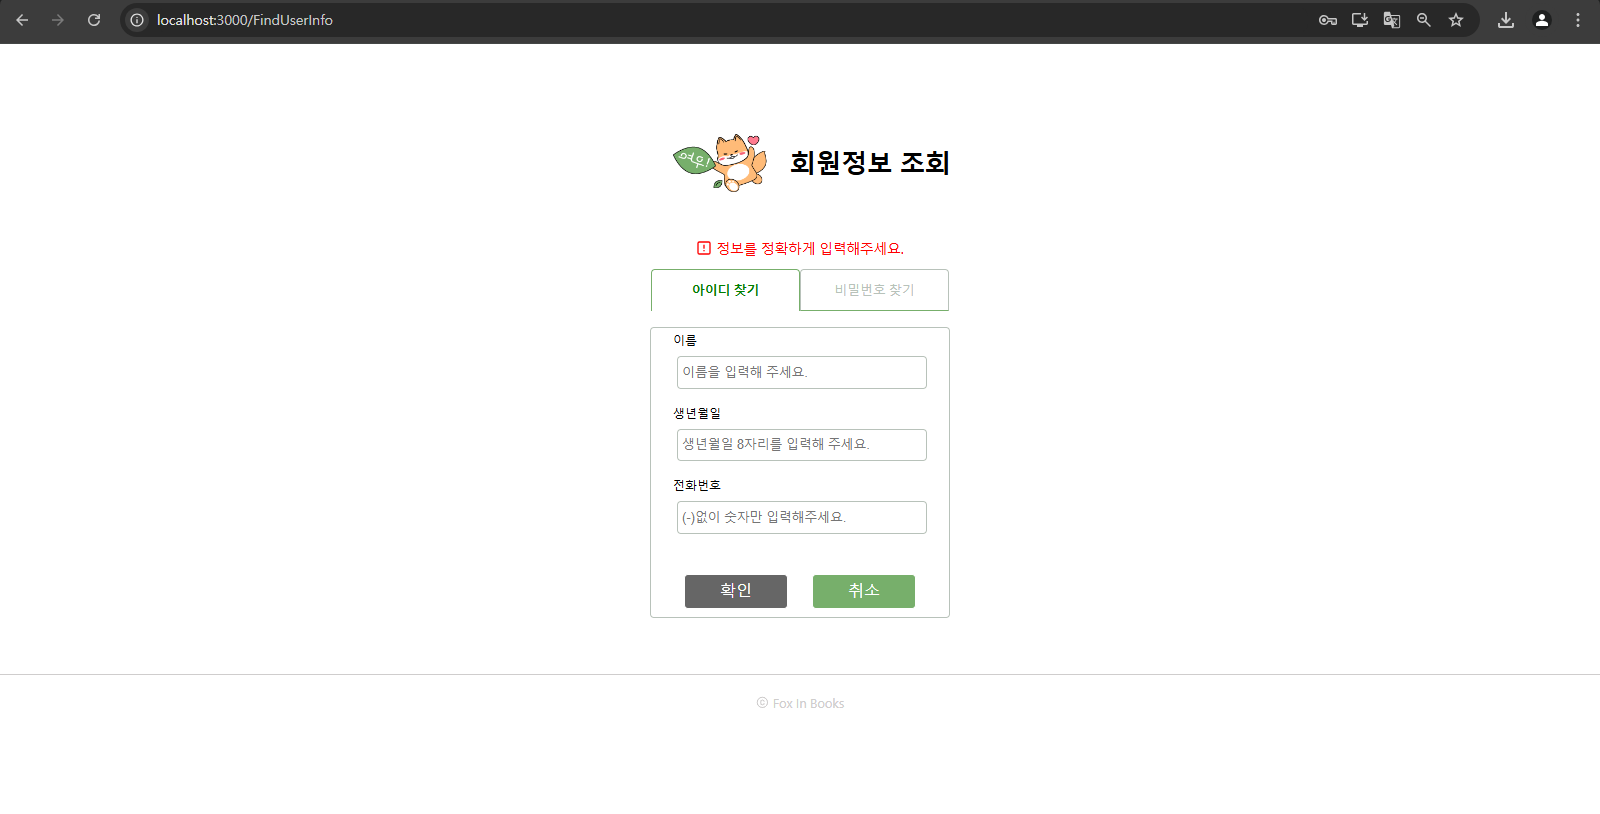 localhost:3000/FindUserInfo
여우!
회원정보 조회
정보를 정확하게 입력해주세요.
아이디 찾기
비밀번호 찾기
이름
이름을 입력해 주세요.
생년월일
생년월일 8자리를 입력해 주세요.
전화번호
(-)없이 숫자만 입력해주세요.
확인
취소
© Fox In Books